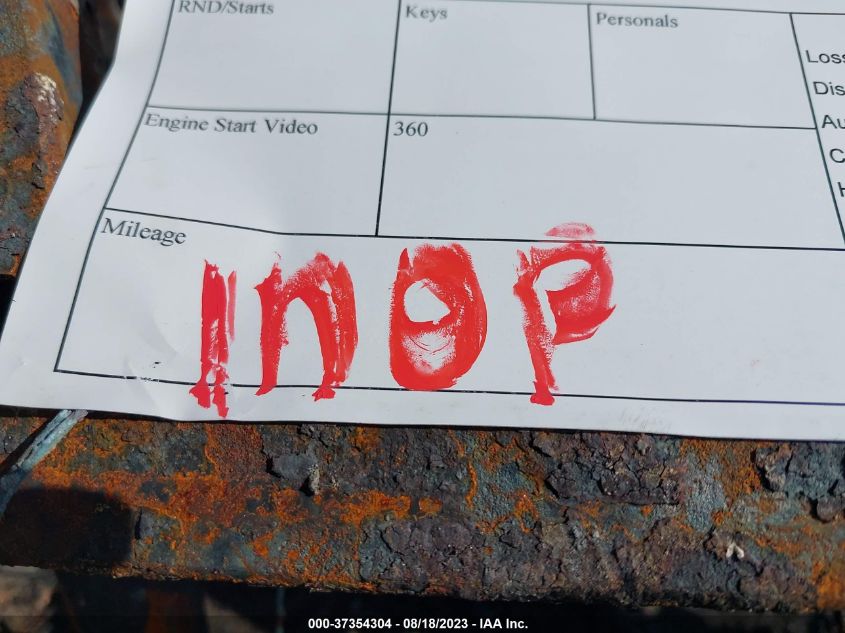 RND/Starts
Keys
Personals
Engine Start Video
360
Mileage
INOP
000-37354304 - 08/18/2023 - IAA Inc.